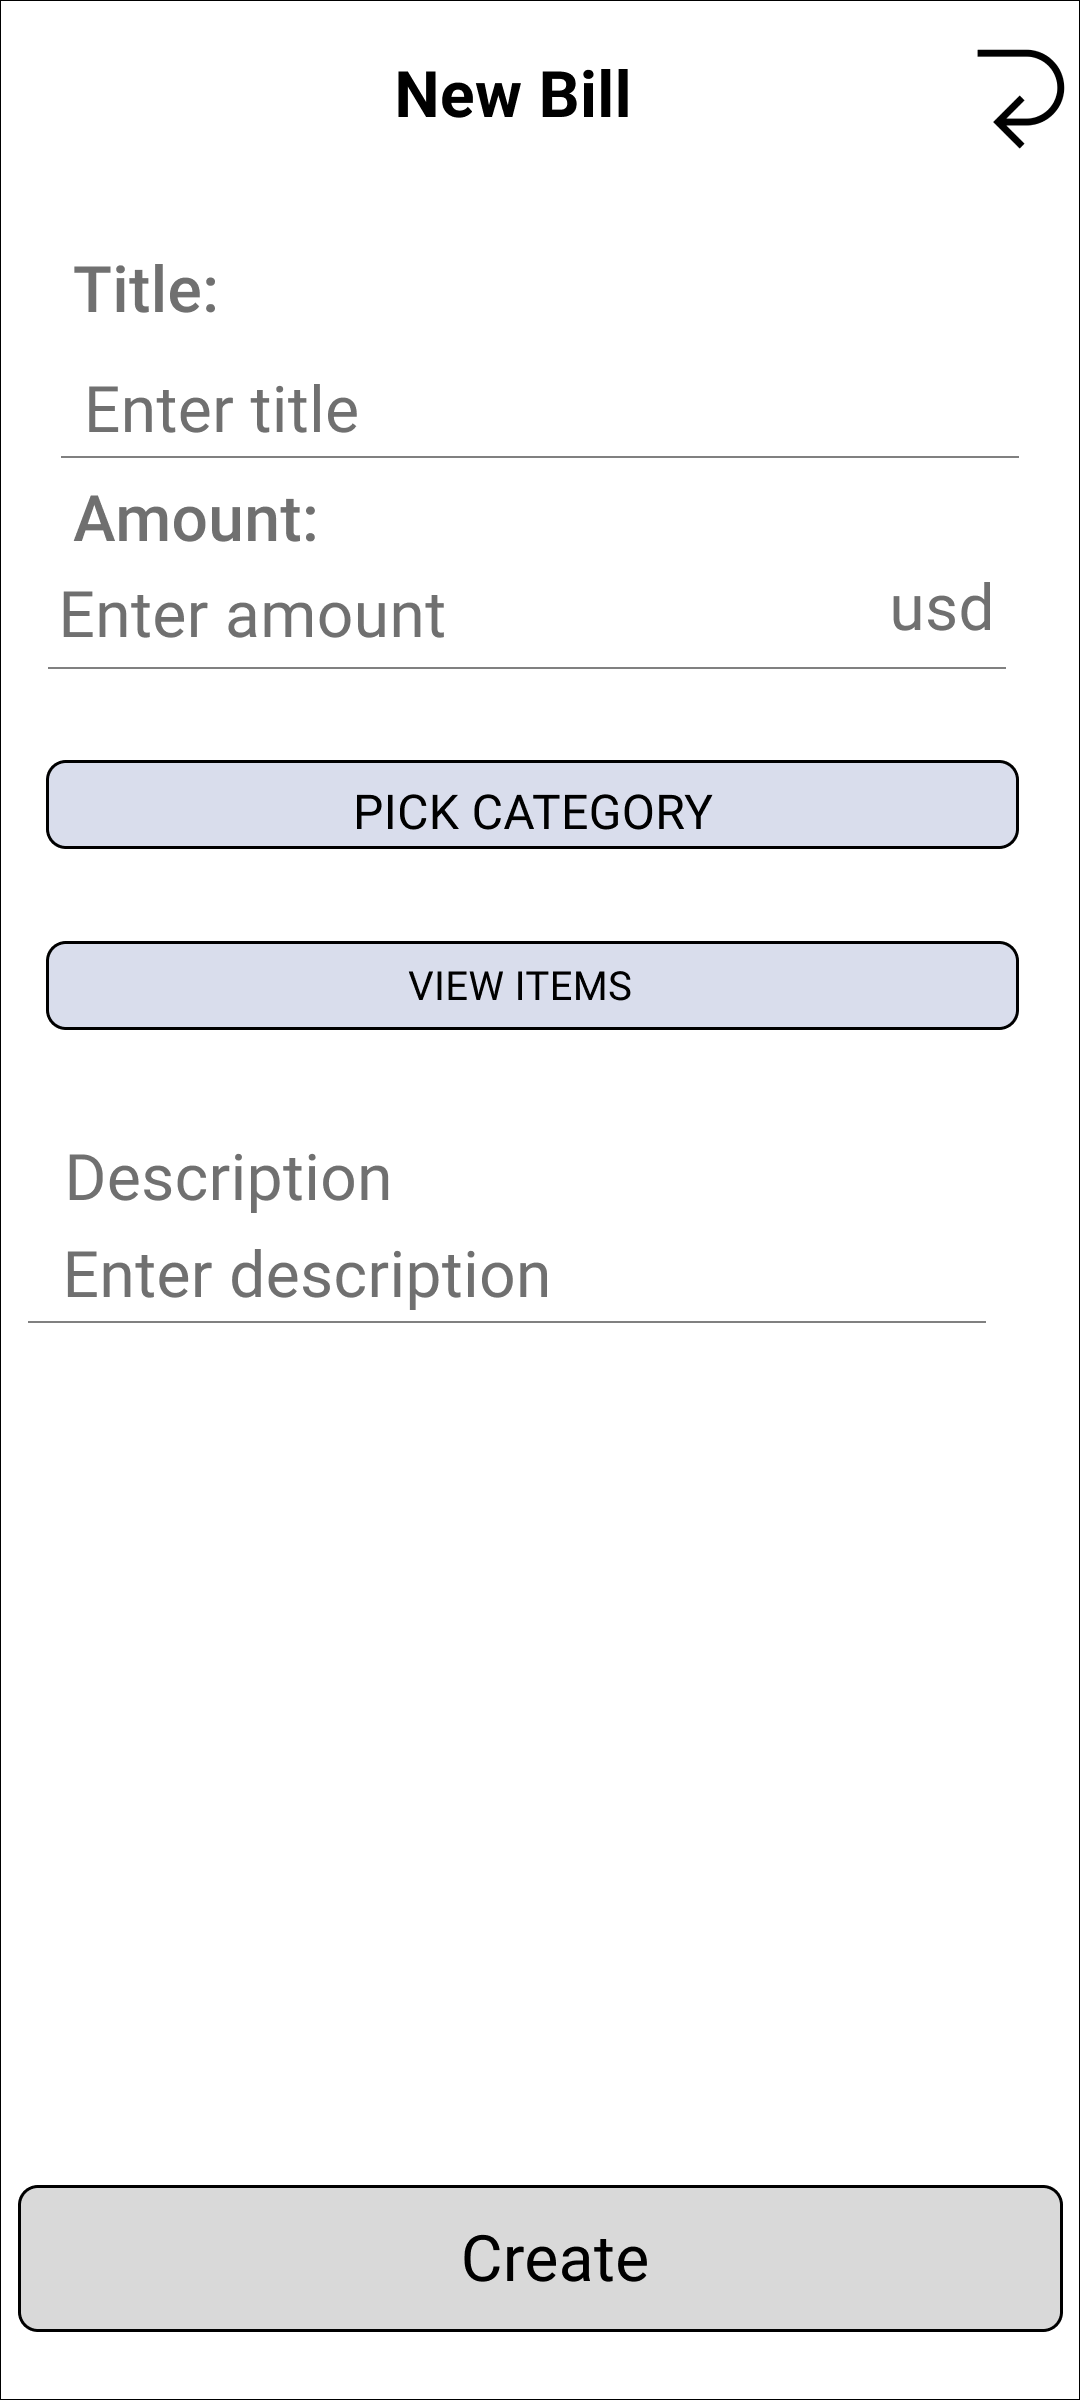 New Bill
Title:
Enter title
Amount:
Enter amount usd
PICK CATEGORY
VIEW ITEMS
Description
Enter description
Create